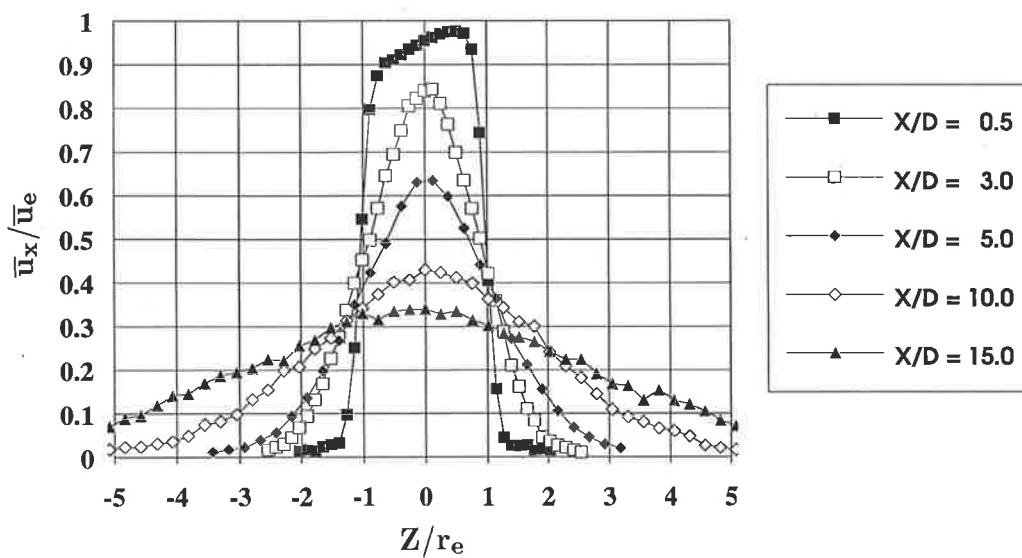 1
0.9
0.8
0.7
0.6
0.5
0.4
0.3
0.2
0.1
0
u̅x/u̅e
-5 -4 -3 -2 -1 0 1 2 3 4 5
Z/re
X/D = 0.5
X/D = 3.0
X/D = 5.0
X/D = 10.0
X/D = 15.0